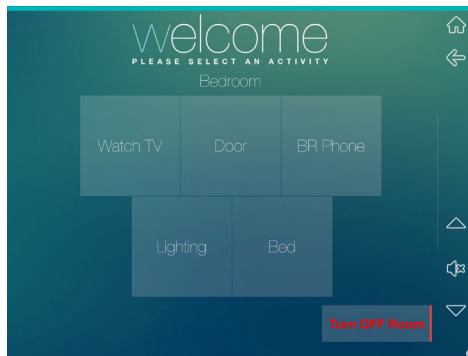 welcome
PLEASE SELECT AN ACTIVITY
Bedroom
Watch TV Door BR Phone
Lighting Bed
Turn OFF Room